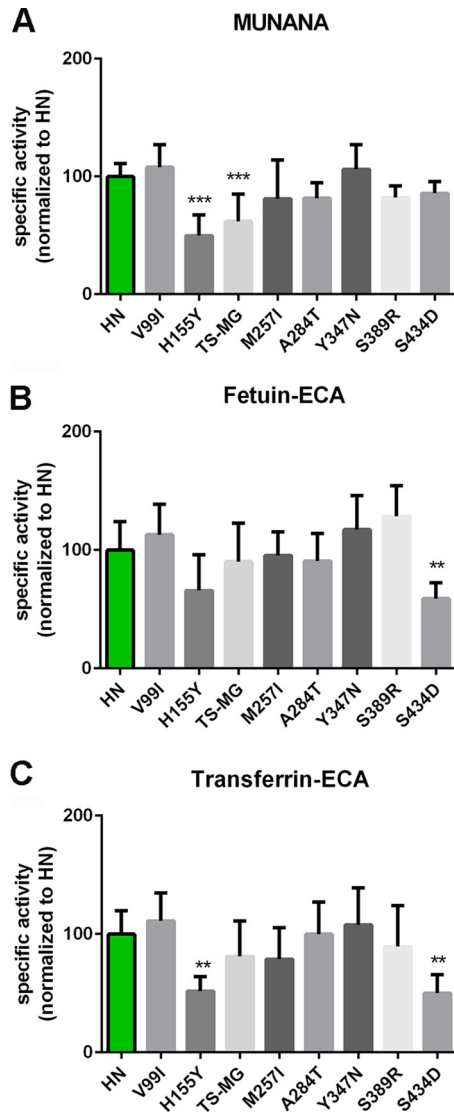 A
MUNANA
specific activity
(normalized to HN)
200
100
0
*** ***
HN V99I H155Y TS-MG M257I A284T Y347N S389R S434D
B
Fetuin-ECA
specific activity
(normalized to HN)
200
100
0
**
HN V99I H155Y TS-MG M257I A284T Y347N S389R S434D
C
Transferrin-ECA
specific activity
(normalized to HN)
200
100
0
** **
HN V99I H155Y TS-MG M257I A284T Y347N S389R S434D